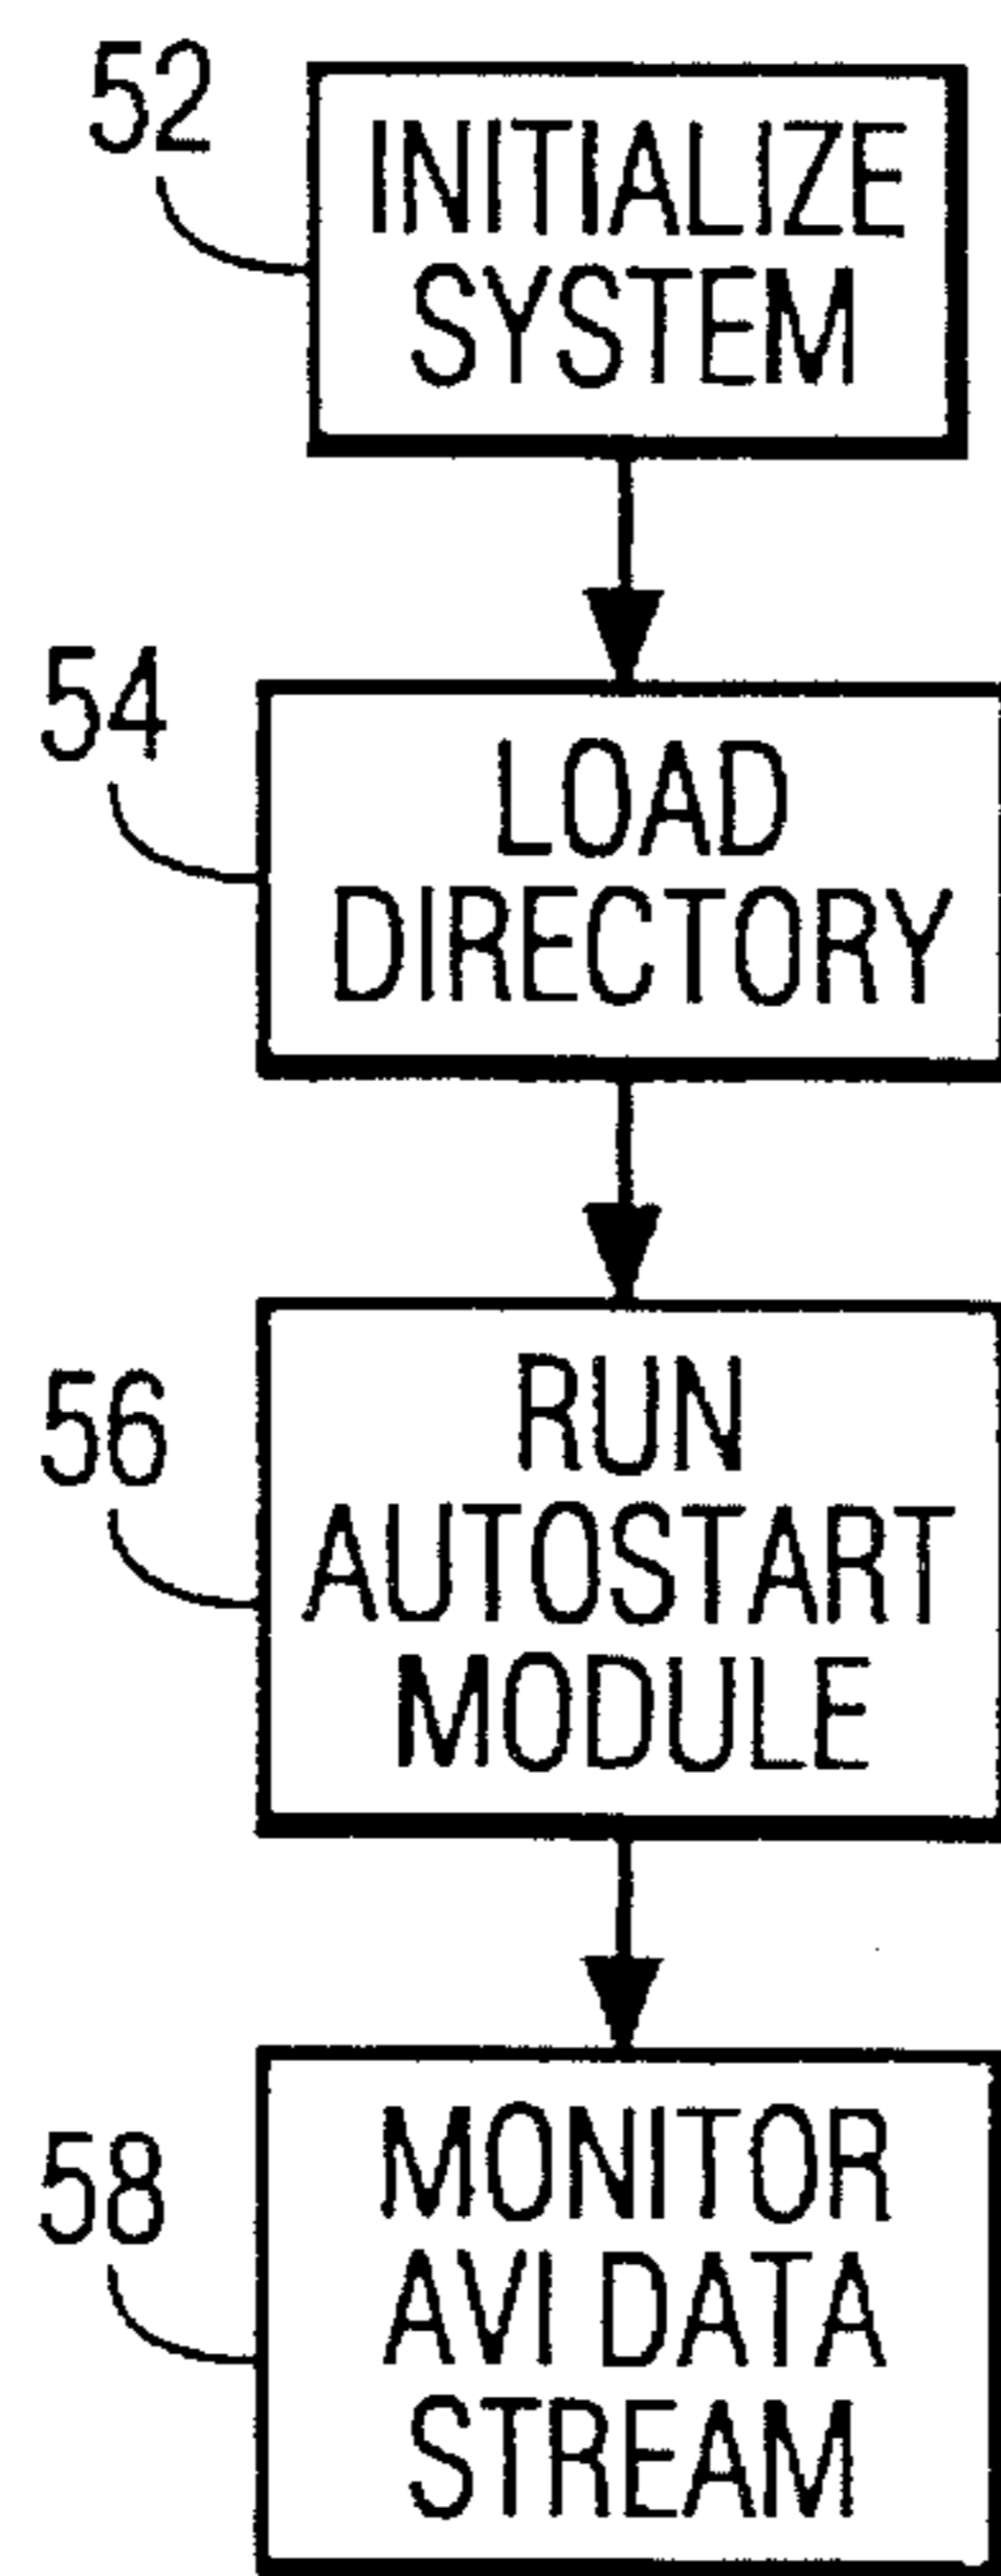 52
INITIALIZE
SYSTEM
54
LOAD
DIRECTORY
56
RUN
AUTOSTART
MODULE
58
MONITOR
AVI DATA
STREAM